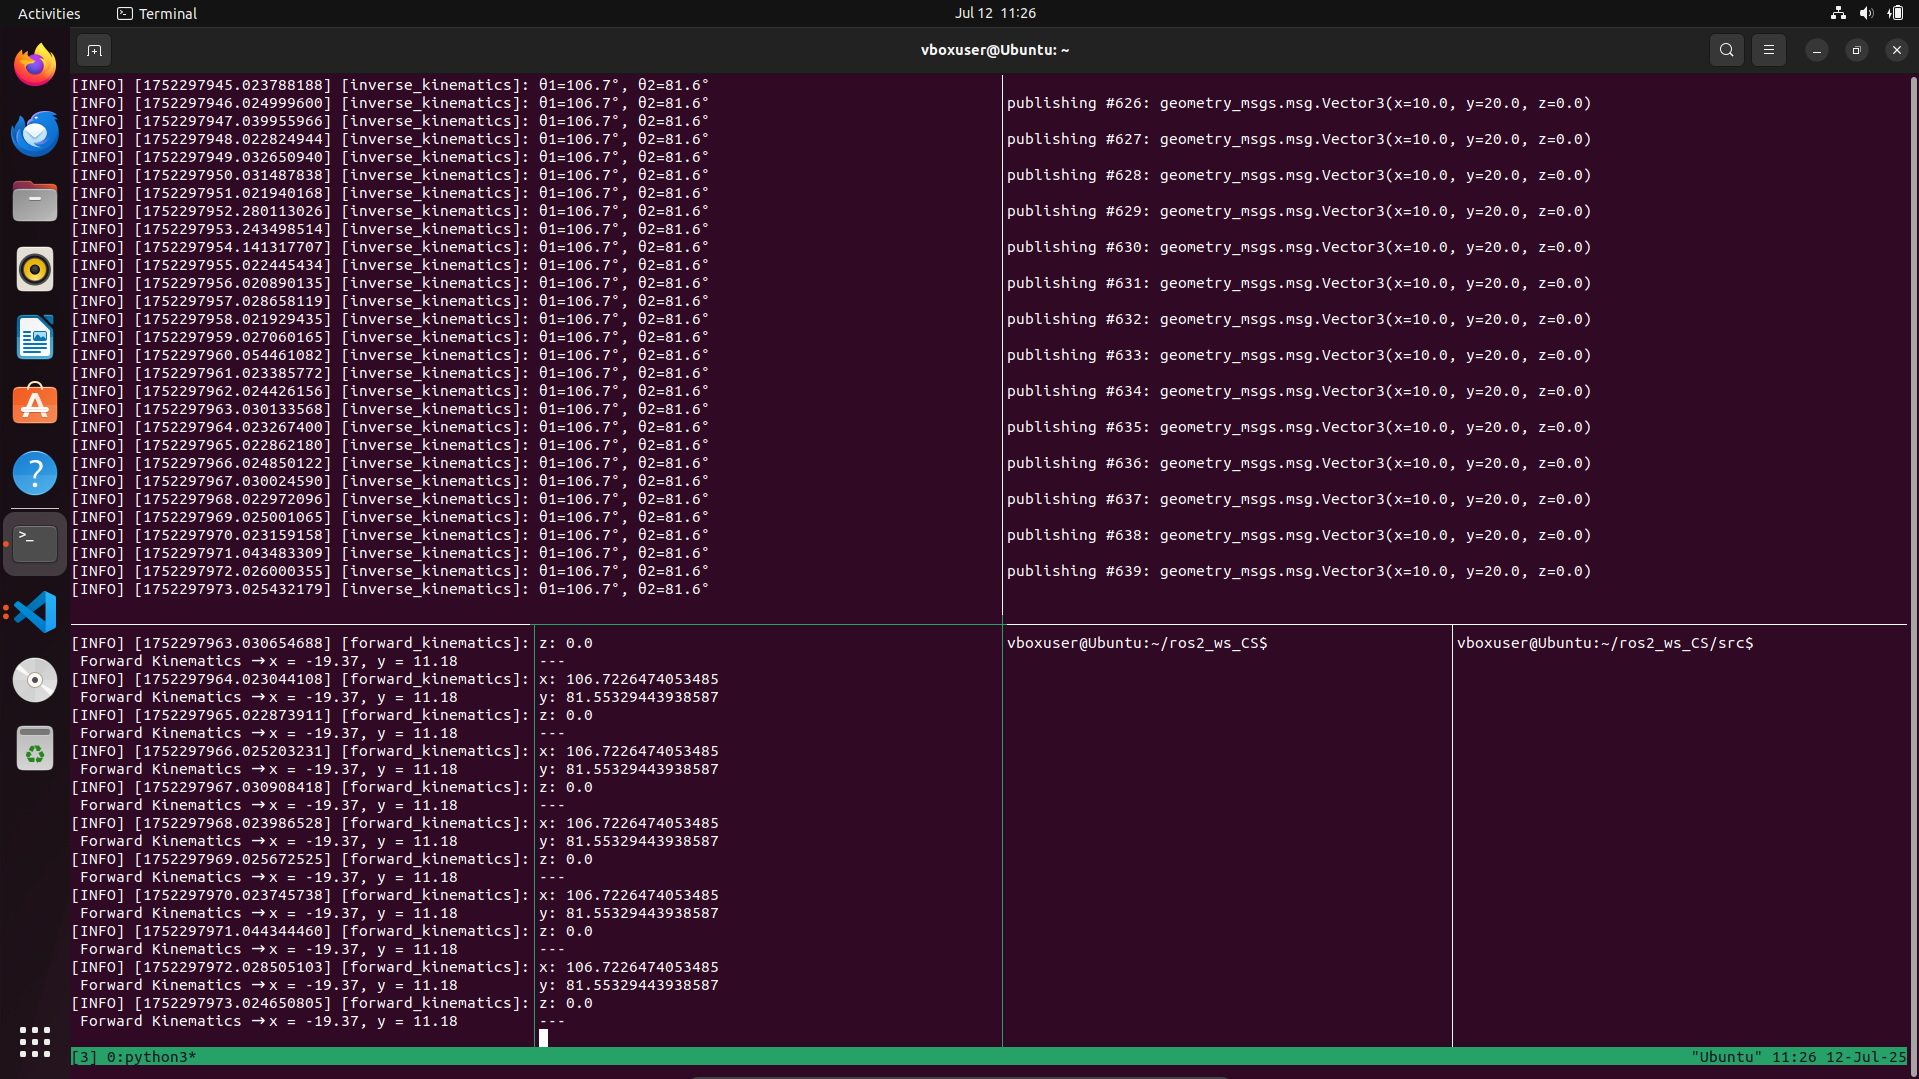 Activities
Terminal
Jul 12 11:26
vboxuser@Ubuntu: ~
[INFO] [1752297945.023788188] [inverse_kinematics]: θ1=106.7°, θ2=81.6°
[INFO] [1752297946.024999600] [inverse_kinematics]: θ1=106.7°, θ2=81.6°
[INFO] [1752297947.039955966] [inverse_kinematics]: θ1=106.7°, θ2=81.6°
[INFO] [1752297948.022824944] [inverse_kinematics]: θ1=106.7°, θ2=81.6°
[INFO] [1752297949.032650940] [inverse_kinematics]: θ1=106.7°, θ2=81.6°
[INFO] [1752297950.031487838] [inverse_kinematics]: θ1=106.7°, θ2=81.6°
[INFO] [1752297951.021940168] [inverse_kinematics]: θ1=106.7°, θ2=81.6°
[INFO] [1752297952.280113026] [inverse_kinematics]: θ1=106.7°, θ2=81.6°
[INFO] [1752297953.243498514] [inverse_kinematics]: θ1=106.7°, θ2=81.6°
[INFO] [1752297954.141317707] [inverse_kinematics]: θ1=106.7°, θ2=81.6°
[INFO] [1752297955.022445434] [inverse_kinematics]: θ1=106.7°, θ2=81.6°
[INFO] [1752297956.020890135] [inverse_kinematics]: θ1=106.7°, θ2=81.6°
[INFO] [1752297957.028658119] [inverse_kinematics]: θ1=106.7°, θ2=81.6°
[INFO] [1752297958.021929435] [inverse_kinematics]: θ1=106.7°, θ2=81.6°
[INFO] [1752297959.027060165] [inverse_kinematics]: θ1=106.7°, θ2=81.6°
[INFO] [1752297960.054461082] [inverse_kinematics]: θ1=106.7°, θ2=81.6°
[INFO] [1752297961.023385772] [inverse_kinematics]: θ1=106.7°, θ2=81.6°
[INFO] [1752297962.024426156] [inverse_kinematics]: θ1=106.7°, θ2=81.6°
[INFO] [1752297963.030133568] [inverse_kinematics]: θ1=106.7°, θ2=81.6°
[INFO] [1752297964.023267400] [inverse_kinematics]: θ1=106.7°, θ2=81.6°
[INFO] [1752297965.022862180] [inverse_kinematics]: θ1=106.7°, θ2=81.6°
[INFO] [1752297966.024850122] [inverse_kinematics]: θ1=106.7°, θ2=81.6°
[INFO] [1752297967.030024590] [inverse_kinematics]: θ1=106.7°, θ2=81.6°
[INFO] [1752297968.022972096] [inverse_kinematics]: θ1=106.7°, θ2=81.6°
[INFO] [1752297969.025001065] [inverse_kinematics]: θ1=106.7°, θ2=81.6°
[INFO] [1752297970.023159158] [inverse_kinematics]: θ1=106.7°, θ2=81.6°
[INFO] [1752297971.043483309] [inverse_kinematics]: θ1=106.7°, θ2=81.6°
[INFO] [1752297972.026000355] [inverse_kinematics]: θ1=106.7°, θ2=81.6°
[INFO] [1752297973.025432179] [inverse_kinematics]: θ1=106.7°, θ2=81.6°
publishing #626: geometry_msgs.msg.Vector3(x=10.0, y=20.0, z=0.0)
publishing #627: geometry_msgs.msg.Vector3(x=10.0, y=20.0, z=0.0)
publishing #628: geometry_msgs.msg.Vector3(x=10.0, y=20.0, z=0.0)
publishing #629: geometry_msgs.msg.Vector3(x=10.0, y=20.0, z=0.0)
publishing #630: geometry_msgs.msg.Vector3(x=10.0, y=20.0, z=0.0)
publishing #631: geometry_msgs.msg.Vector3(x=10.0, y=20.0, z=0.0)
publishing #632: geometry_msgs.msg.Vector3(x=10.0, y=20.0, z=0.0)
publishing #633: geometry_msgs.msg.Vector3(x=10.0, y=20.0, z=0.0)
publishing #634: geometry_msgs.msg.Vector3(x=10.0, y=20.0, z=0.0)
publishing #635: geometry_msgs.msg.Vector3(x=10.0, y=20.0, z=0.0)
publishing #636: geometry_msgs.msg.Vector3(x=10.0, y=20.0, z=0.0)
publishing #637: geometry_msgs.msg.Vector3(x=10.0, y=20.0, z=0.0)
publishing #638: geometry_msgs.msg.Vector3(x=10.0, y=20.0, z=0.0)
publishing #639: geometry_msgs.msg.Vector3(x=10.0, y=20.0, z=0.0)
[INFO] [1752297963.030654688] [forward_kinematics]:
 Forward Kinematics → x = -19.37, y = 11.18
[INFO] [1752297964.023044108] [forward_kinematics]:
 Forward Kinematics → x = -19.37, y = 11.18
[INFO] [1752297965.022873911] [forward_kinematics]:
 Forward Kinematics → x = -19.37, y = 11.18
[INFO] [1752297966.025203231] [forward_kinematics]:
 Forward Kinematics → x = -19.37, y = 11.18
[INFO] [1752297967.030908418] [forward_kinematics]:
 Forward Kinematics → x = -19.37, y = 11.18
[INFO] [1752297968.023986528] [forward_kinematics]:
 Forward Kinematics → x = -19.37, y = 11.18
[INFO] [1752297969.025672525] [forward_kinematics]:
 Forward Kinematics → x = -19.37, y = 11.18
[INFO] [1752297970.023745738] [forward_kinematics]:
 Forward Kinematics → x = -19.37, y = 11.18
[INFO] [1752297971.044344460] [forward_kinematics]:
 Forward Kinematics → x = -19.37, y = 11.18
[INFO] [1752297972.028505103] [forward_kinematics]:
 Forward Kinematics → x = -19.37, y = 11.18
[INFO] [1752297973.024650805] [forward_kinematics]:
 Forward Kinematics → x = -19.37, y = 11.18
z: 0.0
---
x: 106.7226474053485
y: 81.55329443938587
z: 0.0
---
x: 106.7226474053485
y: 81.55329443938587
z: 0.0
---
x: 106.7226474053485
y: 81.55329443938587
z: 0.0
---
x: 106.7226474053485
y: 81.55329443938587
z: 0.0
---
x: 106.7226474053485
y: 81.55329443938587
z: 0.0
---
vboxuser@Ubuntu:~/ros2_ws_CS$
vboxuser@Ubuntu:~/ros2_ws_CS/src$
[3] 0:python3*
"Ubuntu" 11:26 12-Jul-25